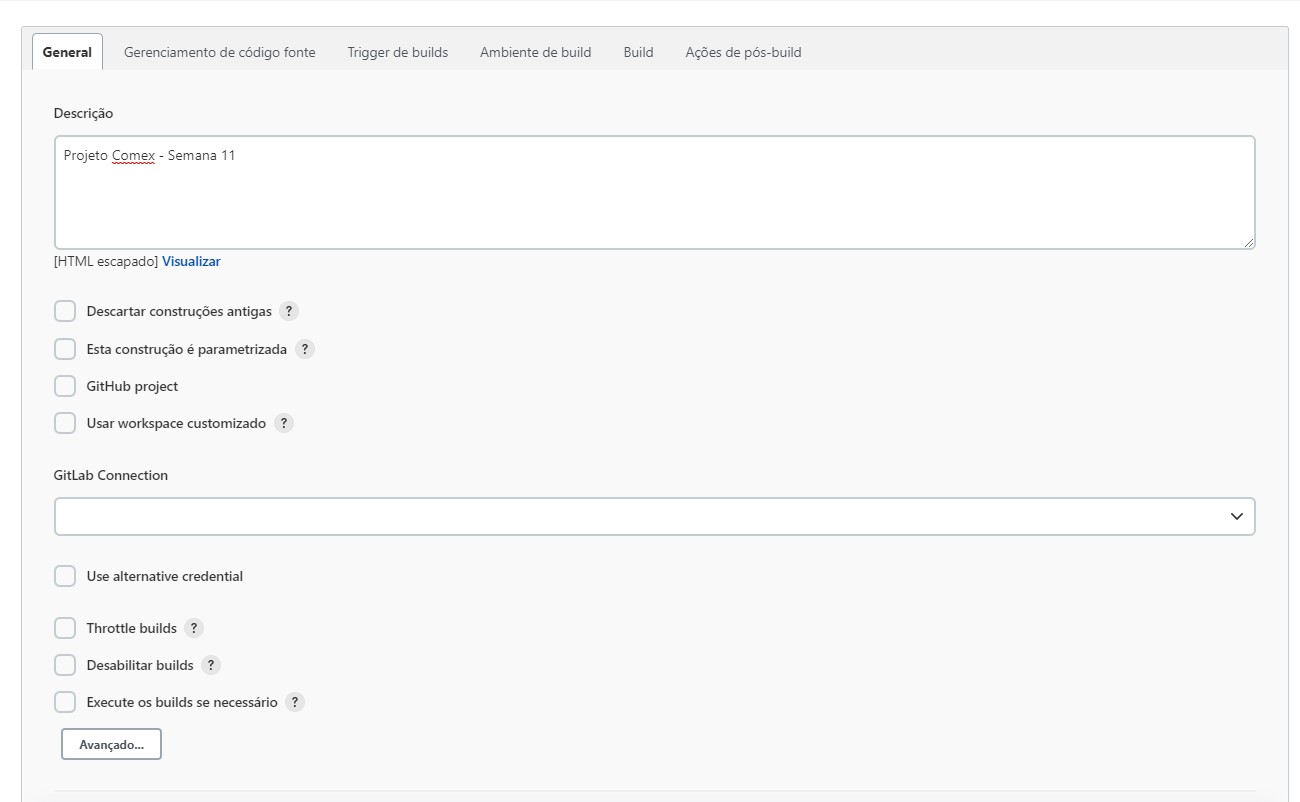 General Gerenciamento de código fonte Trigger de builds Ambiente de build Build Ações de pós-build
Descrição
Projeto Comex - Semana 11
[HTML escapado] Visualizar
Descartar construções antigas ?
Esta construção é parametrizada ?
GitHub project
Usar workspace customizado ?
GitLab Connection
Use alternative credential
Throttle builds ?
Desabilitar builds ?
Execute os builds se necessário ?
Avançado...